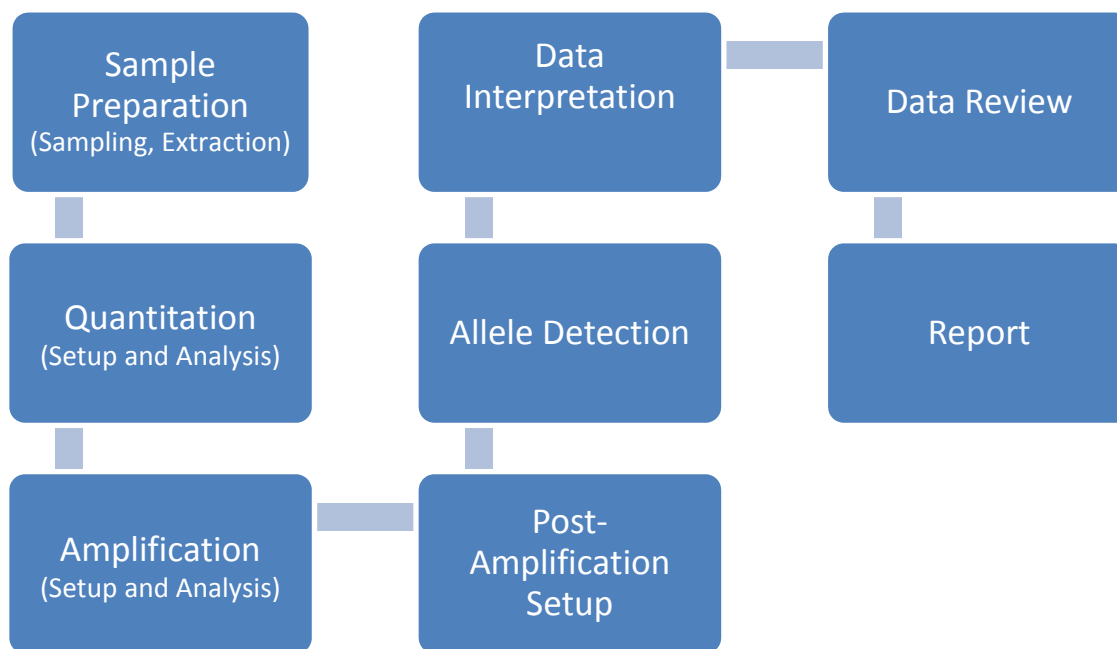 Sample
Preparation
(Sampling, Extraction)
Quantitation
(Setup and Analysis)
Amplification
(Setup and Analysis)
Post-
Amplification
Setup
Allele Detection
Data
Interpretation
Data Review
Report